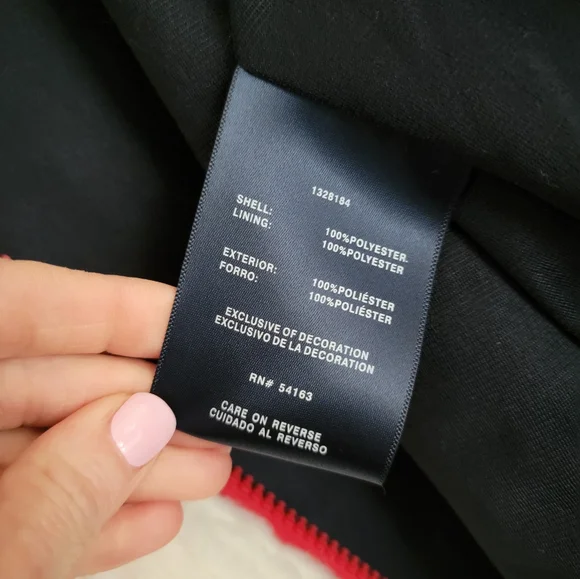 1328184
SHELL: 100%POLYESTER.
LINING: 100%POLYESTER
EXTERIOR: 100%POLIÉSTER
FORRO: 100%POLIÉSTER
EXCLUSIVE OF DECORATION
EXCLUSIVO DE LA DECORATION
RN# 54163
CARE ON REVERSE
CUIDADO AL REVERSO